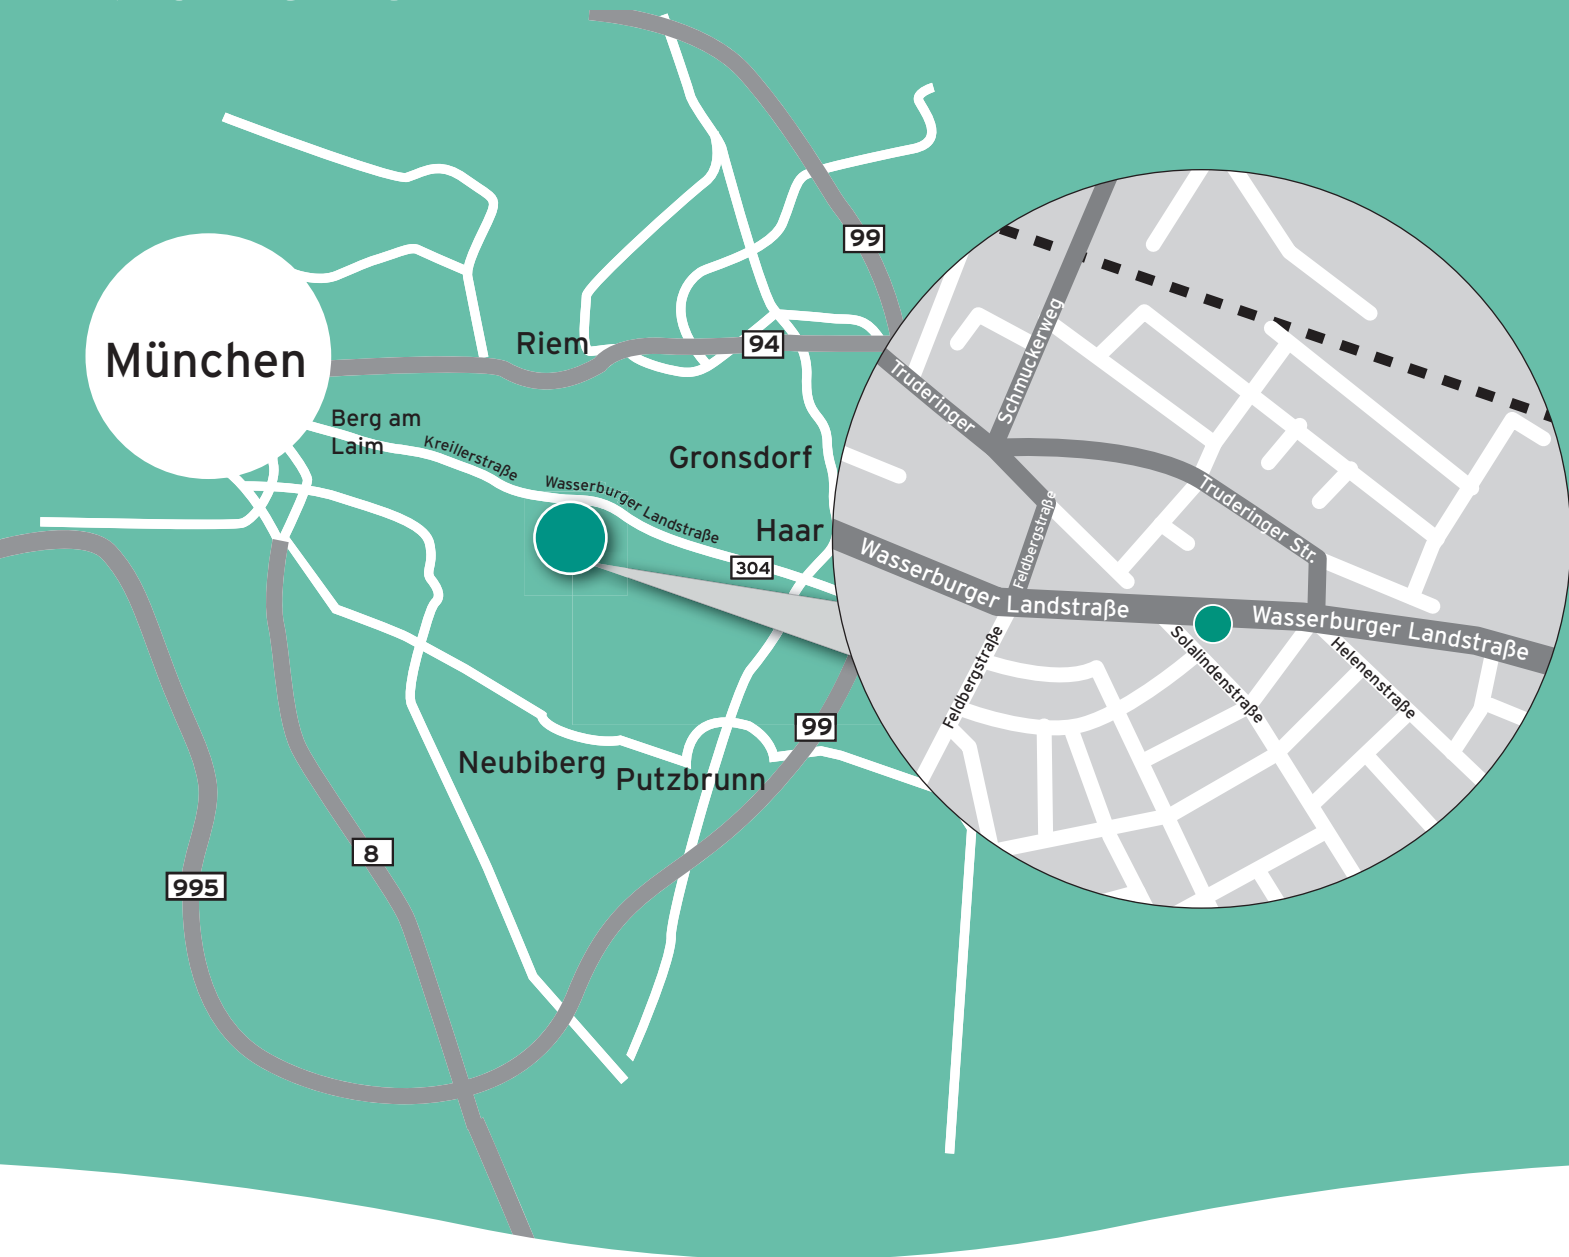 99
München
Riem
94
Schmuckerweg
Truderinger
Berg am
Laim
Kreillerstraße
Gronsdorf
Wasserburger Landstraße
Truderinger Str.
Haar
304
Feldbergstraße
Wasserburger Landstraße
Wasserburger Landstraße
Feldbergstraße
Solalindenstraße
Helenenstraße
99
Neubiberg
Putzbrunn
8
995